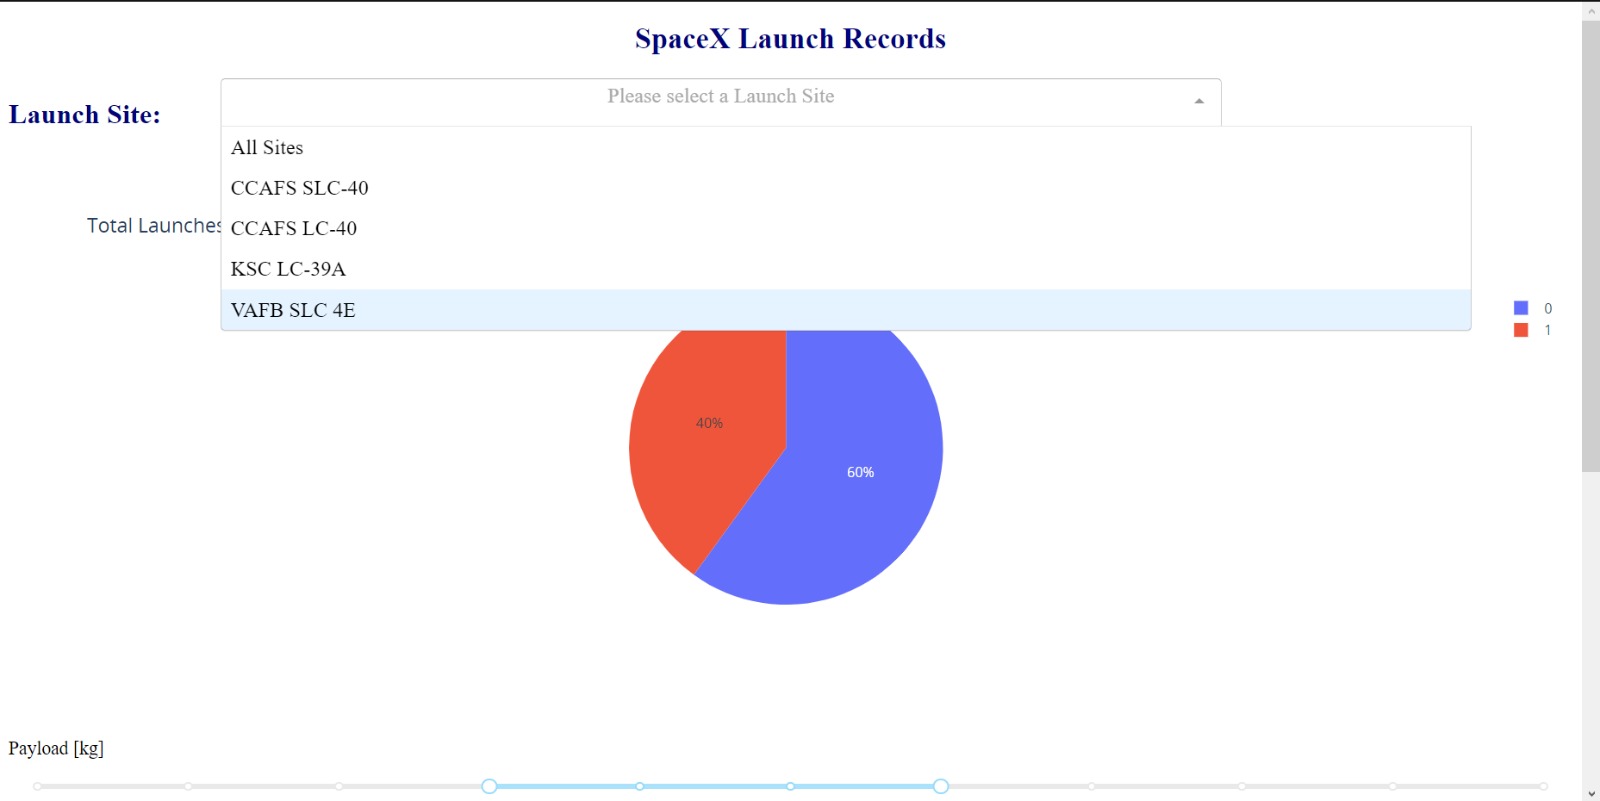 SpaceX Launch Records
Launch Site:
Please select a Launch Site
All Sites
CCAFS SLC-40
Total Launches
CCAFS LC-40
KSC LC-39A
VAFB SLC 4E
0
1
40%
60%
Payload [kg]